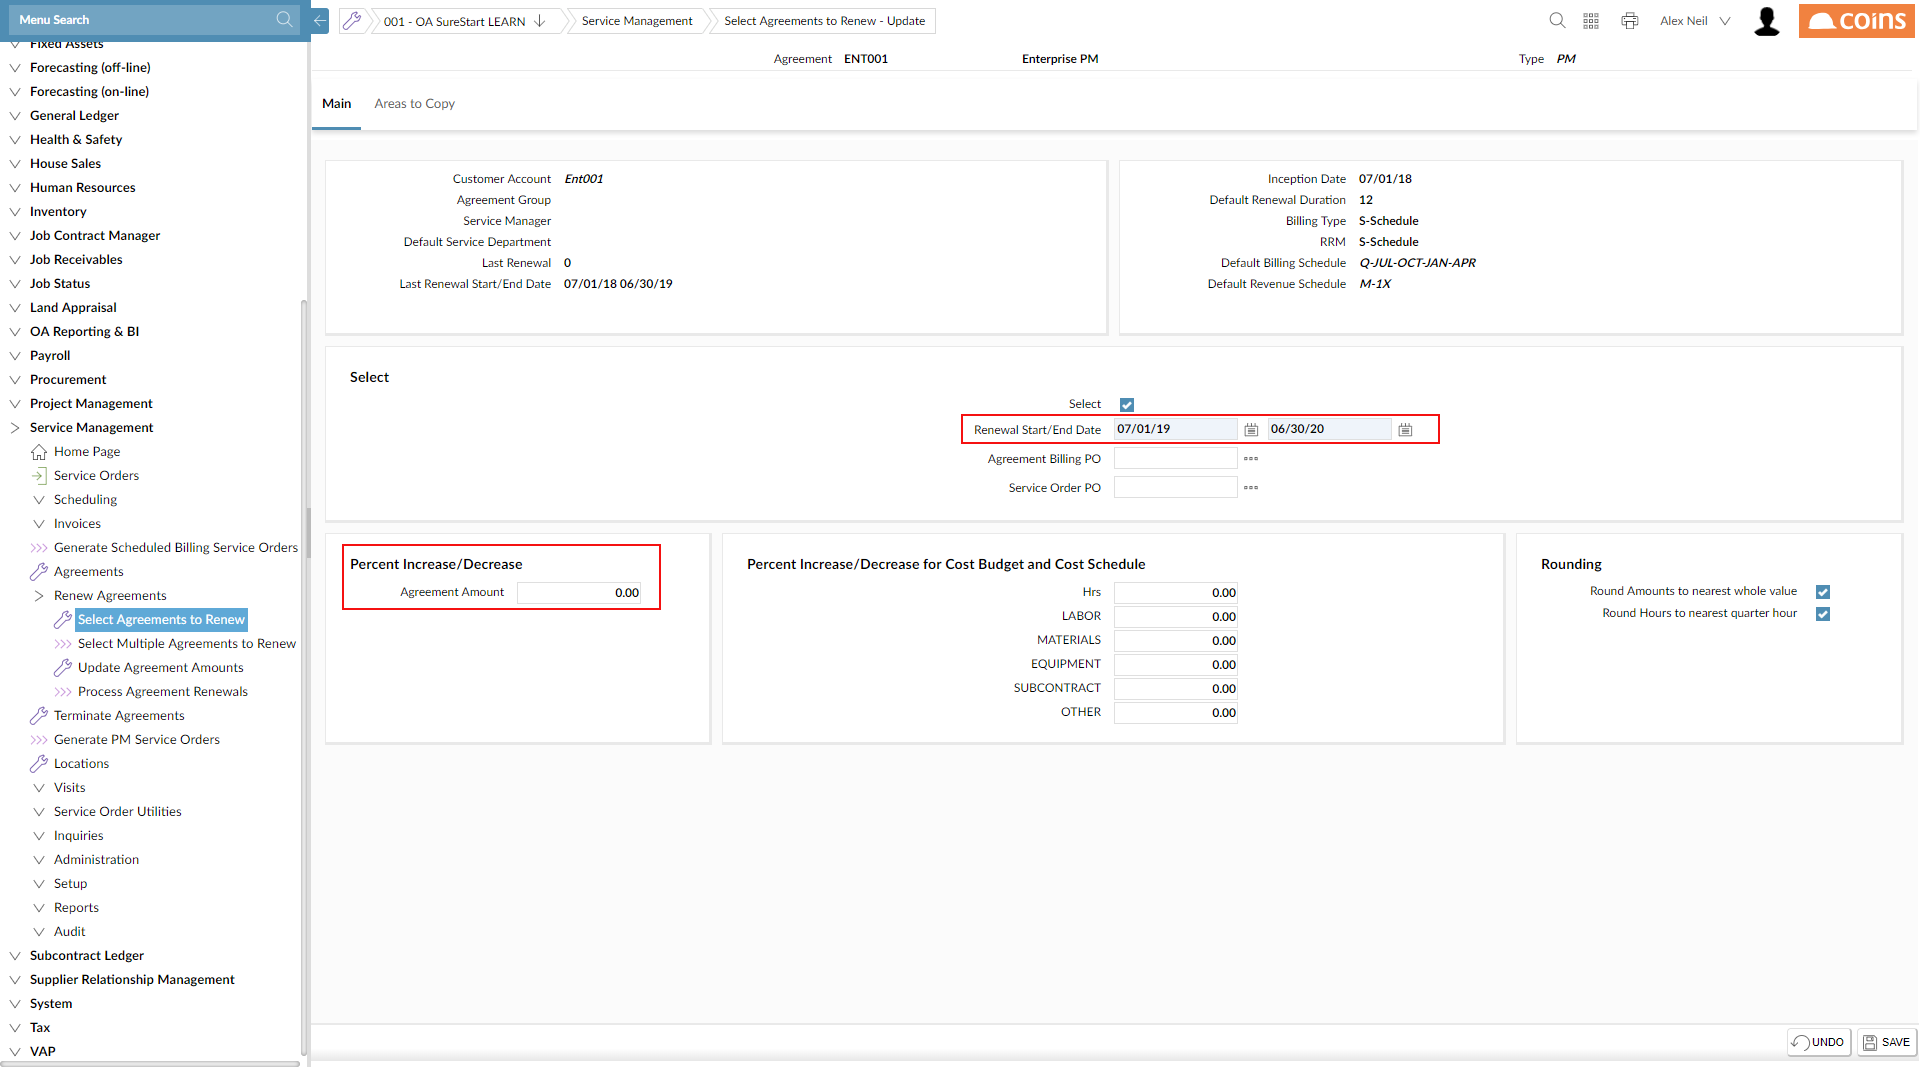 Menu Search
001 - OA SureStart LEARN
Service Management
Select Agreements to Renew - Update
Alex Neil
coins
Agreement ENT001 Enterprise PM Type PM
Main
Areas to Copy
Fixed Assets
Forecasting (off-line)
Forecasting (on-line)
General Ledger
Health & Safety
House Sales
Human Resources
Inventory
Job Contract Manager
Job Receivables
Job Status
Land Appraisal
OA Reporting & BI
Payroll
Procurement
Project Management
Service Management
Home Page
Service Orders
Scheduling
Invoices
Generate Scheduled Billing Service Orders
Agreements
Renew Agreements
Select Agreements to Renew
Select Multiple Agreements to Renew
Update Agreement Amounts
Process Agreement Renewals
Terminate Agreements
Generate PM Service Orders
Locations
Visits
Service Order Utilities
Inquiries
Administration
Setup
Reports
Audit
Subcontract Ledger
Supplier Relationship Management
System
Tax
VAP
Customer Account Ent001
Agreement Group
Service Manager
Default Service Department
Last Renewal 0
Last Renewal Start/End Date 07/01/18 06/30/19
Inception Date 07/01/18
Default Renewal Duration 12
Billing Type S-Schedule
RRM S-Schedule
Default Billing Schedule Q-JUL-OCT-JAN-APR
Default Revenue Schedule M-1X
Select
Select
Renewal Start/End Date 07/01/19 06/30/20
Agreement Billing PO
Service Order PO
Percent Increase/Decrease
Agreement Amount 0.00
Percent Increase/Decrease for Cost Budget and Cost Schedule
Hrs 0.00
LABOR 0.00
MATERIALS 0.00
EQUIPMENT 0.00
SUBCONTRACT 0.00
OTHER 0.00
Rounding
Round Amounts to nearest whole value
Round Hours to nearest quarter hour
UNDO
SAVE